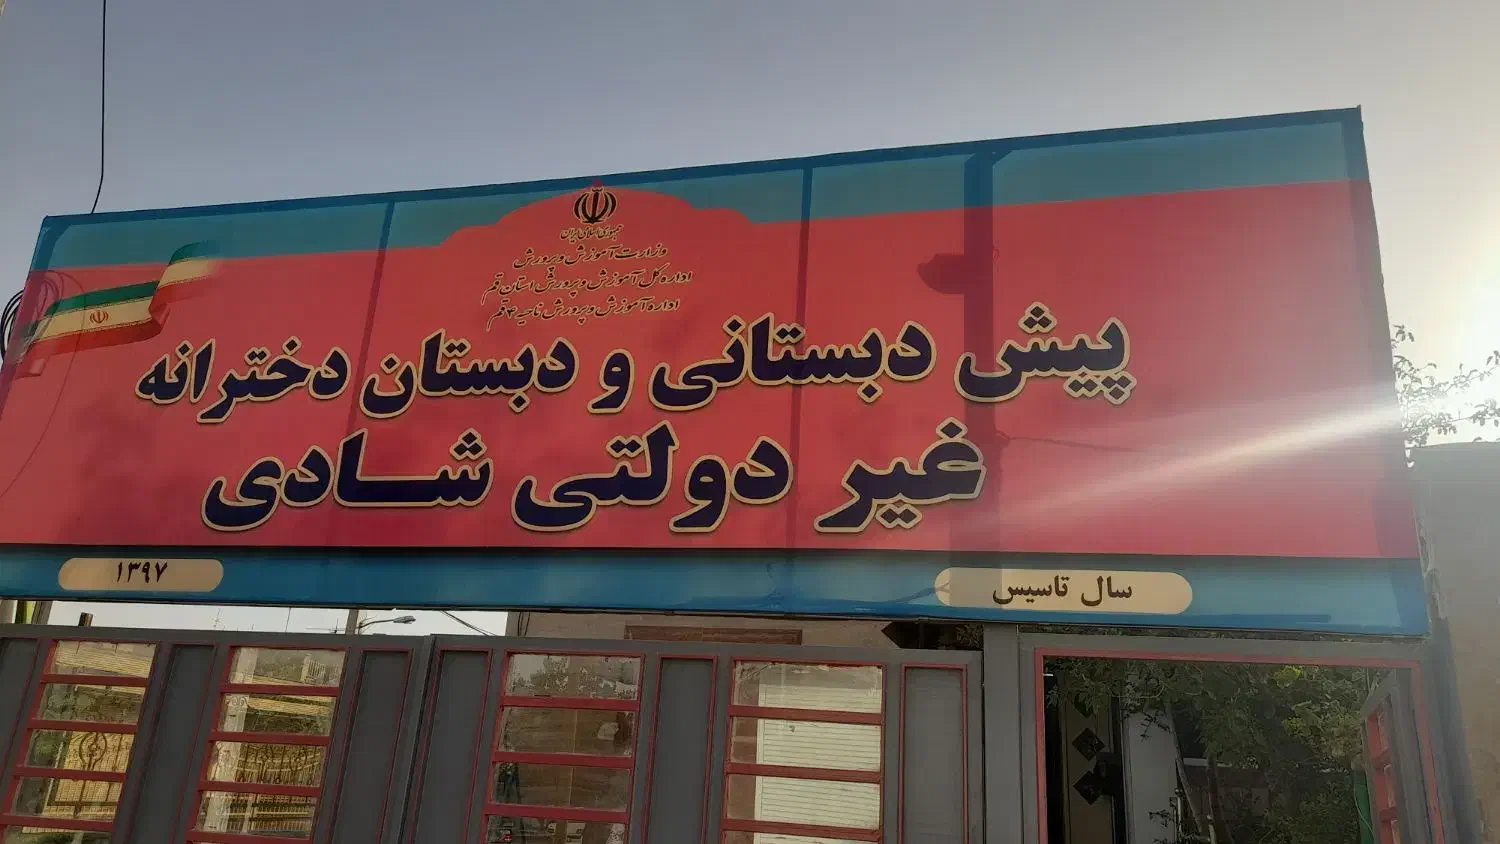 جمهوری اسلامی ایران
وزارت آموزش و پرورش
اداره کل آموزش و پرورش استان قم
اداره آموزش و پرورش ناحیه ۴ قم
پیش دبستانی و دبستان دخترانه
غیر دولتی شادی
سال تاسیس
۱۳۹۷